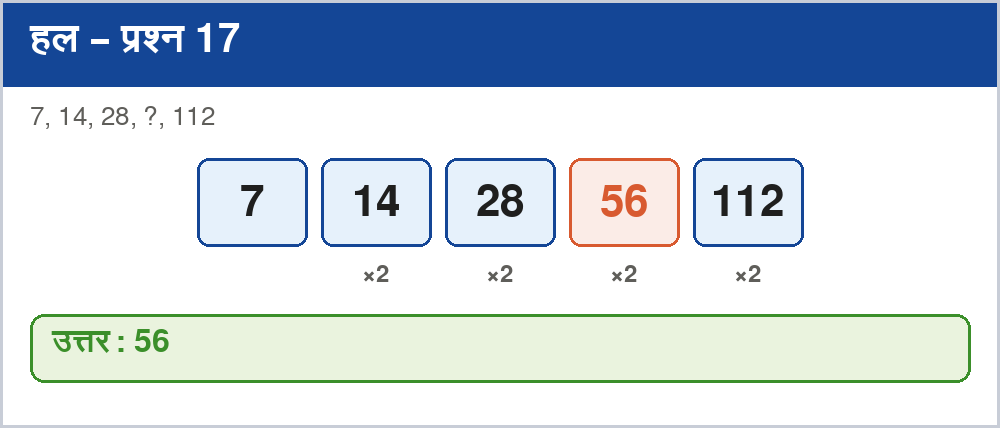 हल – प्रश्न 17
7, 14, 28, ?, 112
7 14 28 56 112
×2 ×2 ×2 ×2
उत्तर : 56